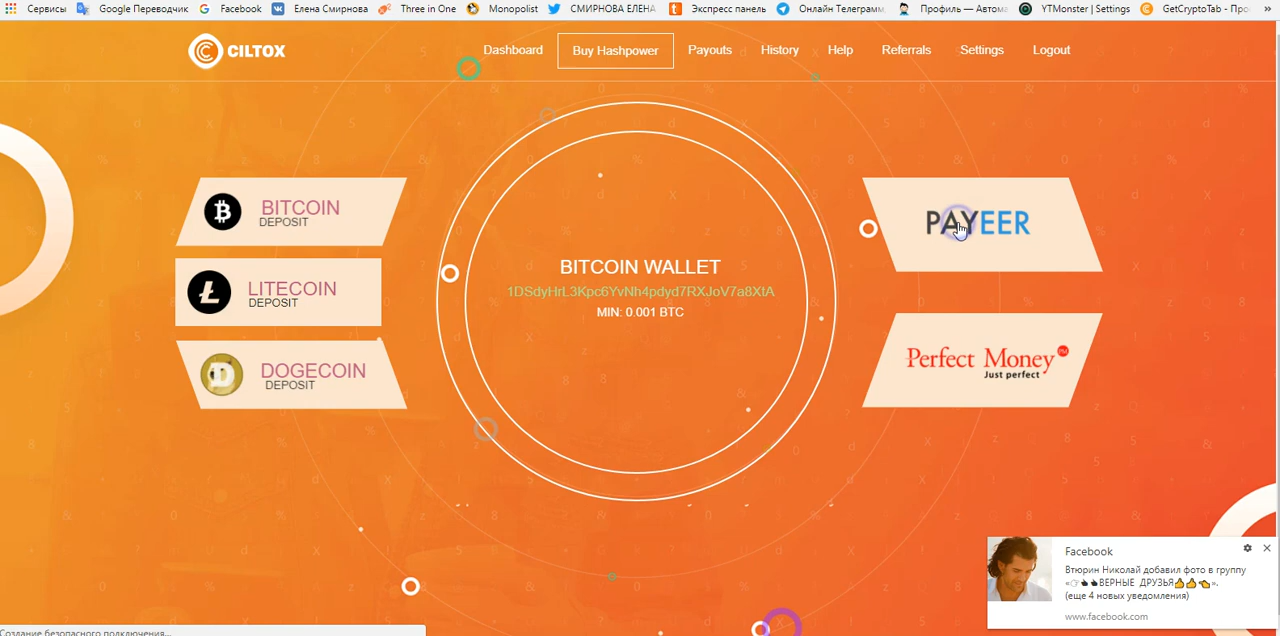 Сервисы Google Переводчик Facebook Елена Смирнова Three in One Monopolist СМИРНОВА ЕЛЕНА Экспресс панель Онлайн Телеграмм Профиль — Автома YTMonster | Settings GetCryptoTab - Про »
CILTOX Dashboard Buy Hashpower Payouts History Help Referrals Settings Logout
BITCOIN
DEPOSIT
LITECOIN
DEPOSIT
DOGECOIN
DEPOSIT
BITCOIN WALLET
1DSdyHrL3Kpc6YvNh4pdyd7RXJoV7a8XtA
MIN: 0.001 BTC
PAYEER
Perfect Money PM
Just perfect
Facebook
Втюрин Николай добавил фото в группу
«👉👍👍ВЕРНЫЕ ДРУЗЬЯ👍👍👈».
(еще 4 новых уведомления)
www.facebook.com
Создание безопасного подключения...